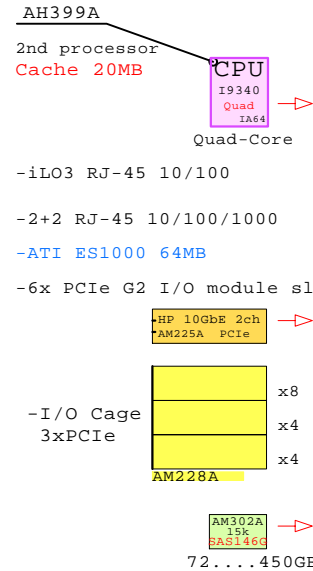 AH399A
2nd processor
Cache 20MB
CPU
I9340
Quad
IA64
Quad-Core
-iLO3 RJ-45 10/100
-2+2 RJ-45 10/100/1000
-ATI ES1000 64MB
-6x PCIe G2 I/O module sl
HP 10GbE 2ch
AM225A PCIe
x8
-I/O Cage
x4
3xPCIe
x4
AM228A
AM302A
15k
SAS146G
72....450GB